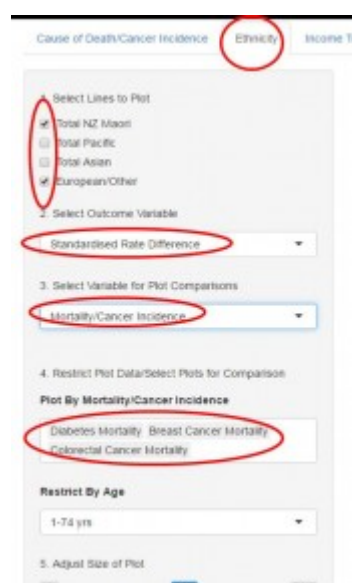 Cause of Death/Cancer Incidence Ethnicity Income T
1. Select Lines to Plot
Total NZ Maori
Total Pacific
Total Asian
European/Other
2. Select Outcome Variable
Standardised Rate Difference
3. Select Variable for Plot Comparisons
Mortality/Cancer Incidence
4. Restrict Plot Data/Select Plots for Comparison
Plot By Mortality/Cancer Incidence
Diabetes Mortality Breast Cancer Mortality
Colorectal Cancer Mortality
Restrict By Age
1-74 yrs
5. Adjust Size of Plot